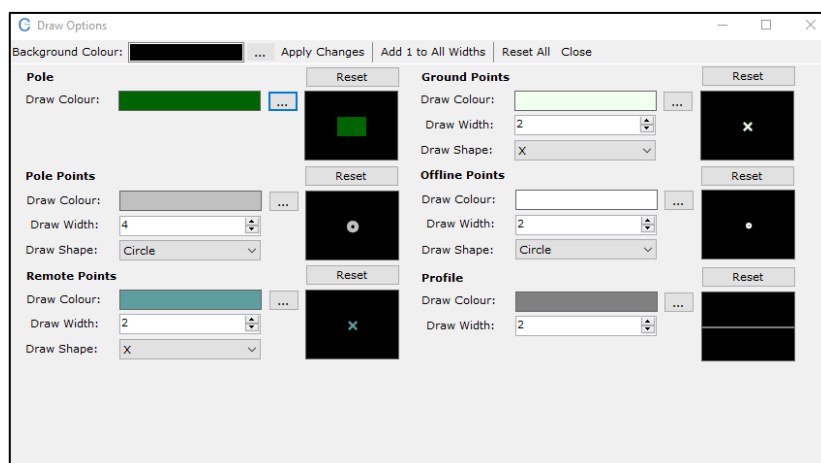 Draw Options
Background Colour: ... Apply Changes Add 1 to All Widths Reset All Close
Pole Reset
Draw Colour: ...
Ground Points Reset
Draw Colour: ...
Draw Width: 2
Draw Shape: X
Pole Points Reset
Draw Colour: ...
Draw Width: 4
Draw Shape: Circle
Offline Points Reset
Draw Colour: ...
Draw Width: 2
Draw Shape: Circle
Remote Points Reset
Draw Colour: ...
Draw Width: 2
Draw Shape: X
Profile Reset
Draw Colour: ...
Draw Width: 2